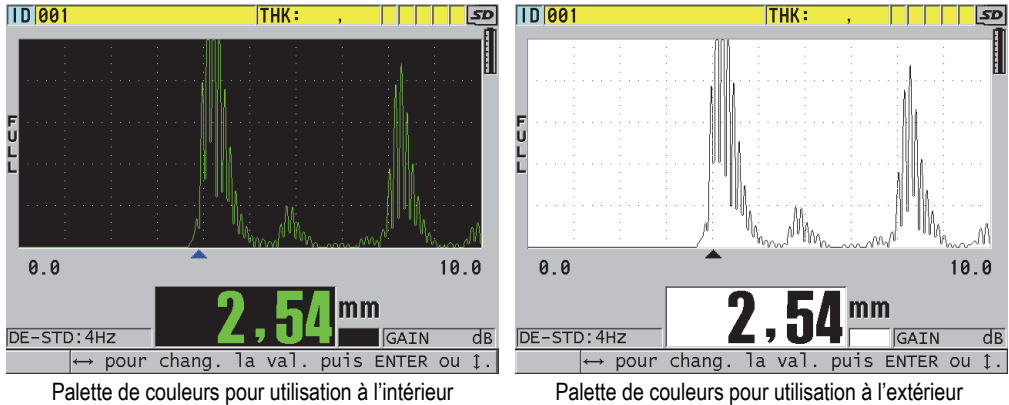 ID 001 THK: , SD
FULL
0.0 10.0
2,54 mm
DE-STD:4Hz GAIN dB
↔ pour chang. la val. puis ENTER ou ↕.
Palette de couleurs pour utilisation à l’intérieur
ID 001 THK: , SD
FULL
0.0 10.0
2,54 mm
DE-STD:4Hz GAIN dB
↔ pour chang. la val. puis ENTER ou ↕.
Palette de couleurs pour utilisation à l’extérieur